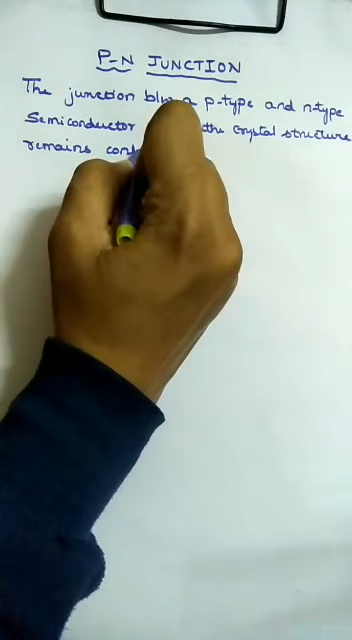 P-N JUNCTION
The junction b/w a p-type and n-type
Semiconductor the crystal structure
remains